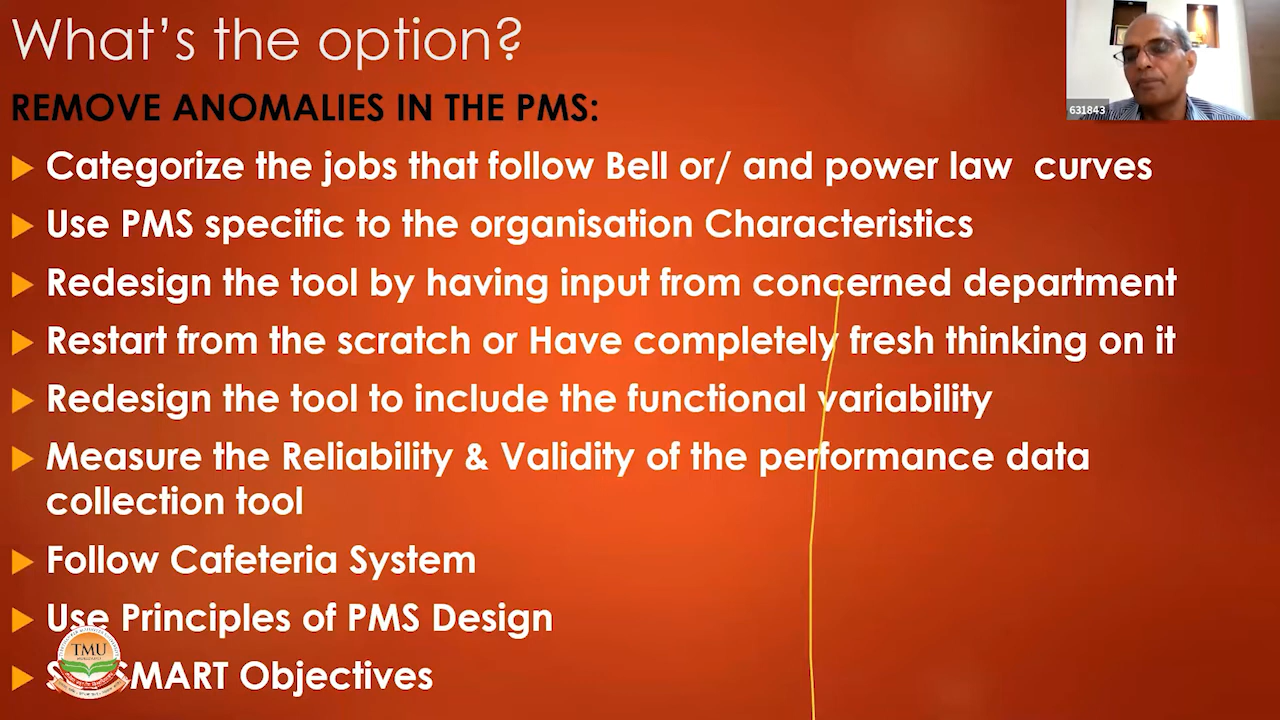 What's the option?
631843
REMOVE ANOMALIES IN THE PMS:
Categorize the jobs that follow Bell or/ and power law curves
Use PMS specific to the organisation Characteristics
Redesign the tool by having input from concerned department
Restart from the scratch or Have completely fresh thinking on it
Redesign the tool to include the functional variability
Measure the Reliability & Validity of the performance data
collection tool
Follow Cafeteria System
Use Principles of PMS Design
TMU
SMART Objectives